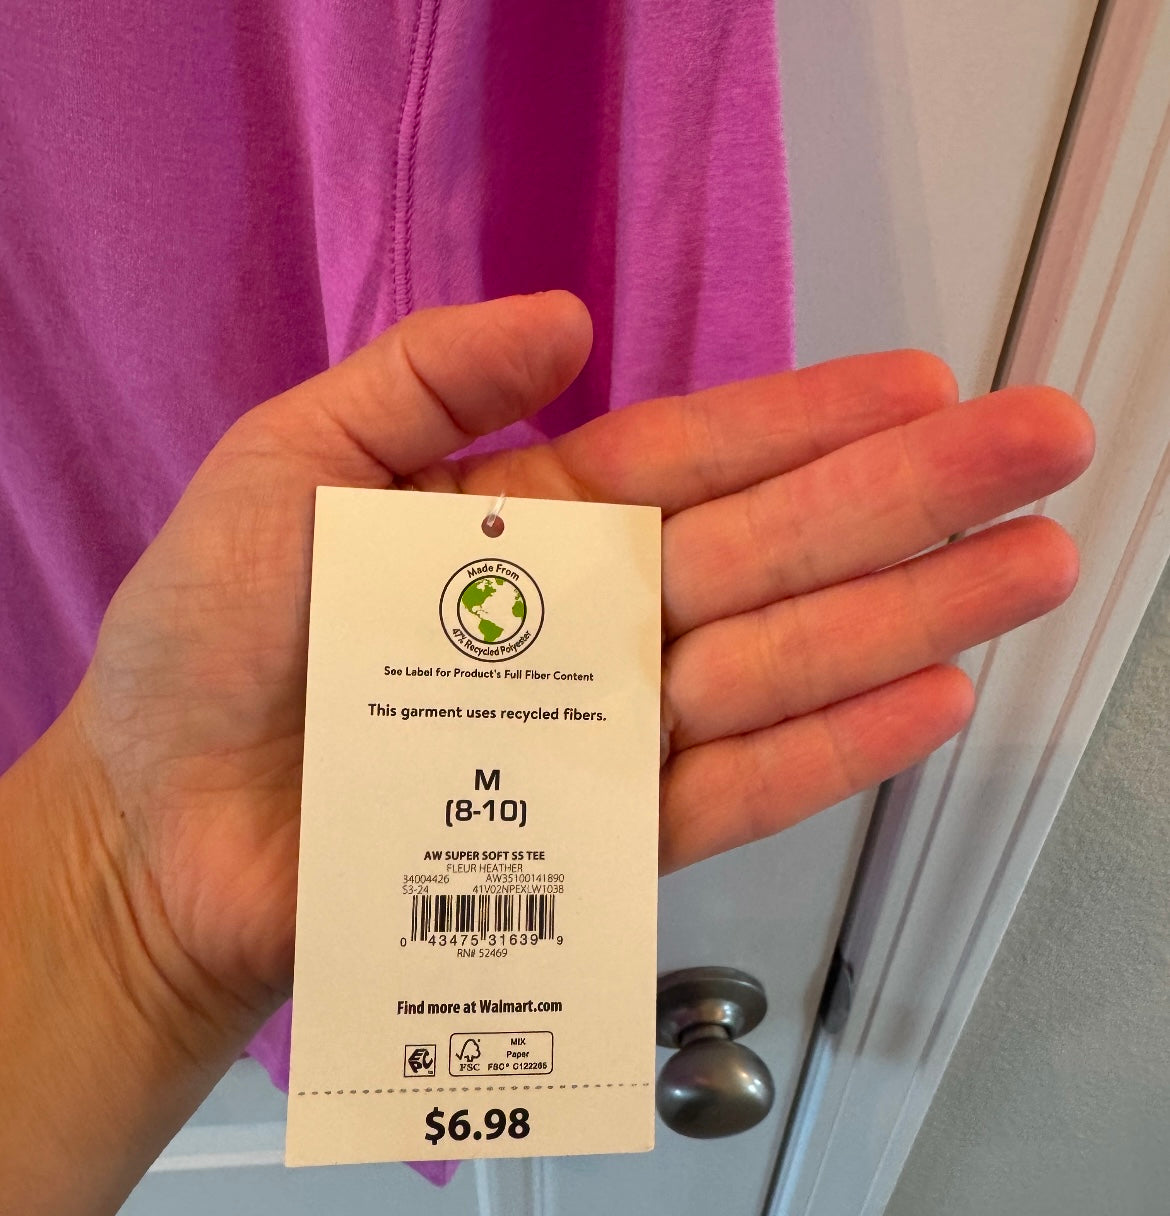 Made From
47% Recycled Polyester
See Label for Product's Full Fiber Content
This garment uses recycled fibers.
M
(8-10)
AW SUPER SOFT SS TEE
FLEUR HEATHER
34004426 AW35100141890
S3-24 41V02NPEXLW1038
0 43475 31639 9
RN# 52469
Find more at Walmart.com
EPC
FSC
MIX
Paper
FSC® C122206
$6.98